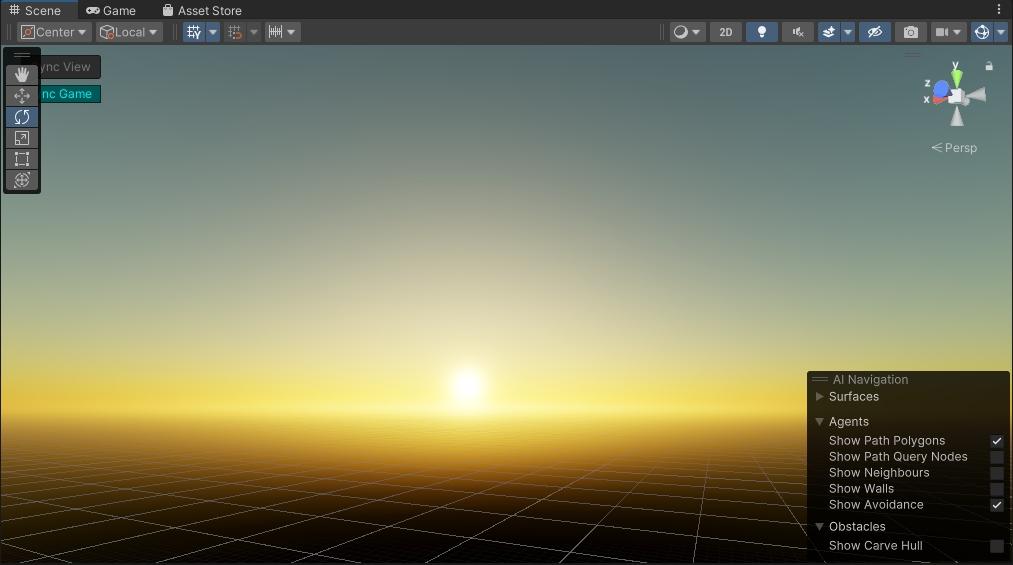 Scene
Game
Asset Store
Center
Local
2D
ync View
nc Game
y
z
x
Persp
AI Navigation
Surfaces
Agents
Show Path Polygons
Show Path Query Nodes
Show Neighbours
Show Walls
Show Avoidance
Obstacles
Show Carve Hull